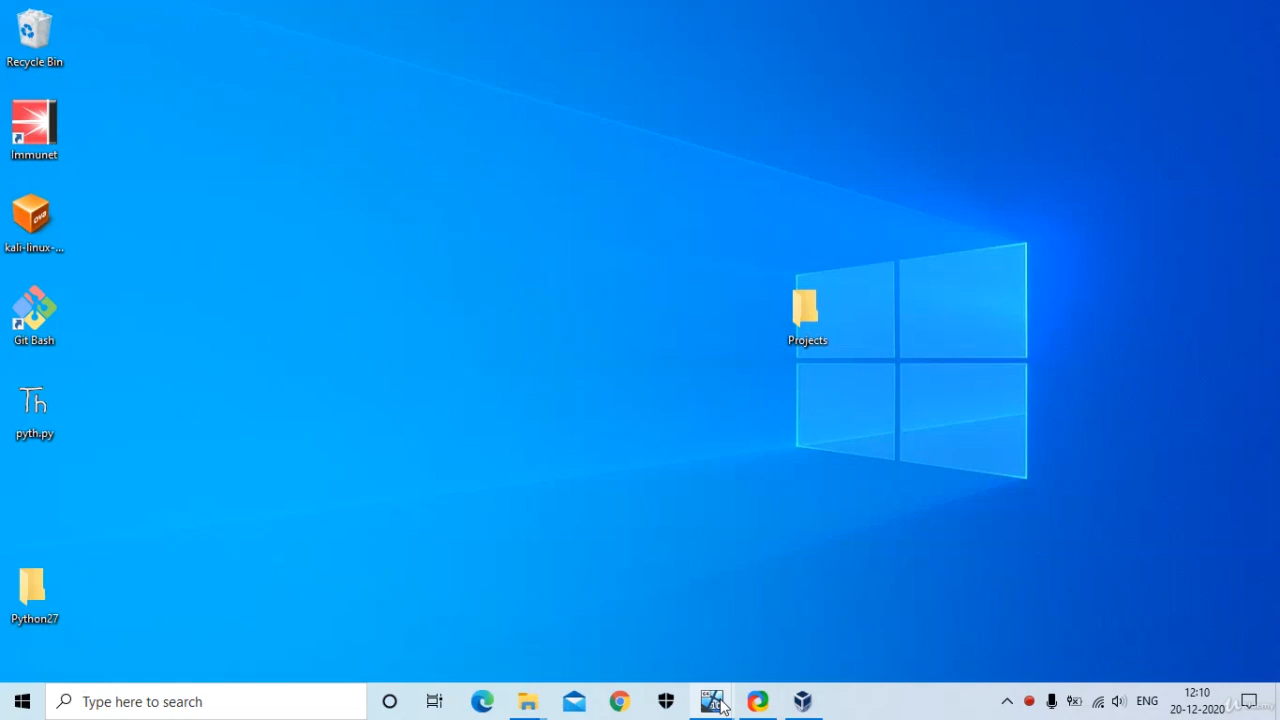 Recycle Bin
Immunet
kali-linux-...
Git Bash
pyth.py
Projects
Python27
Type here to search
ENG
12:10
20-12-2020